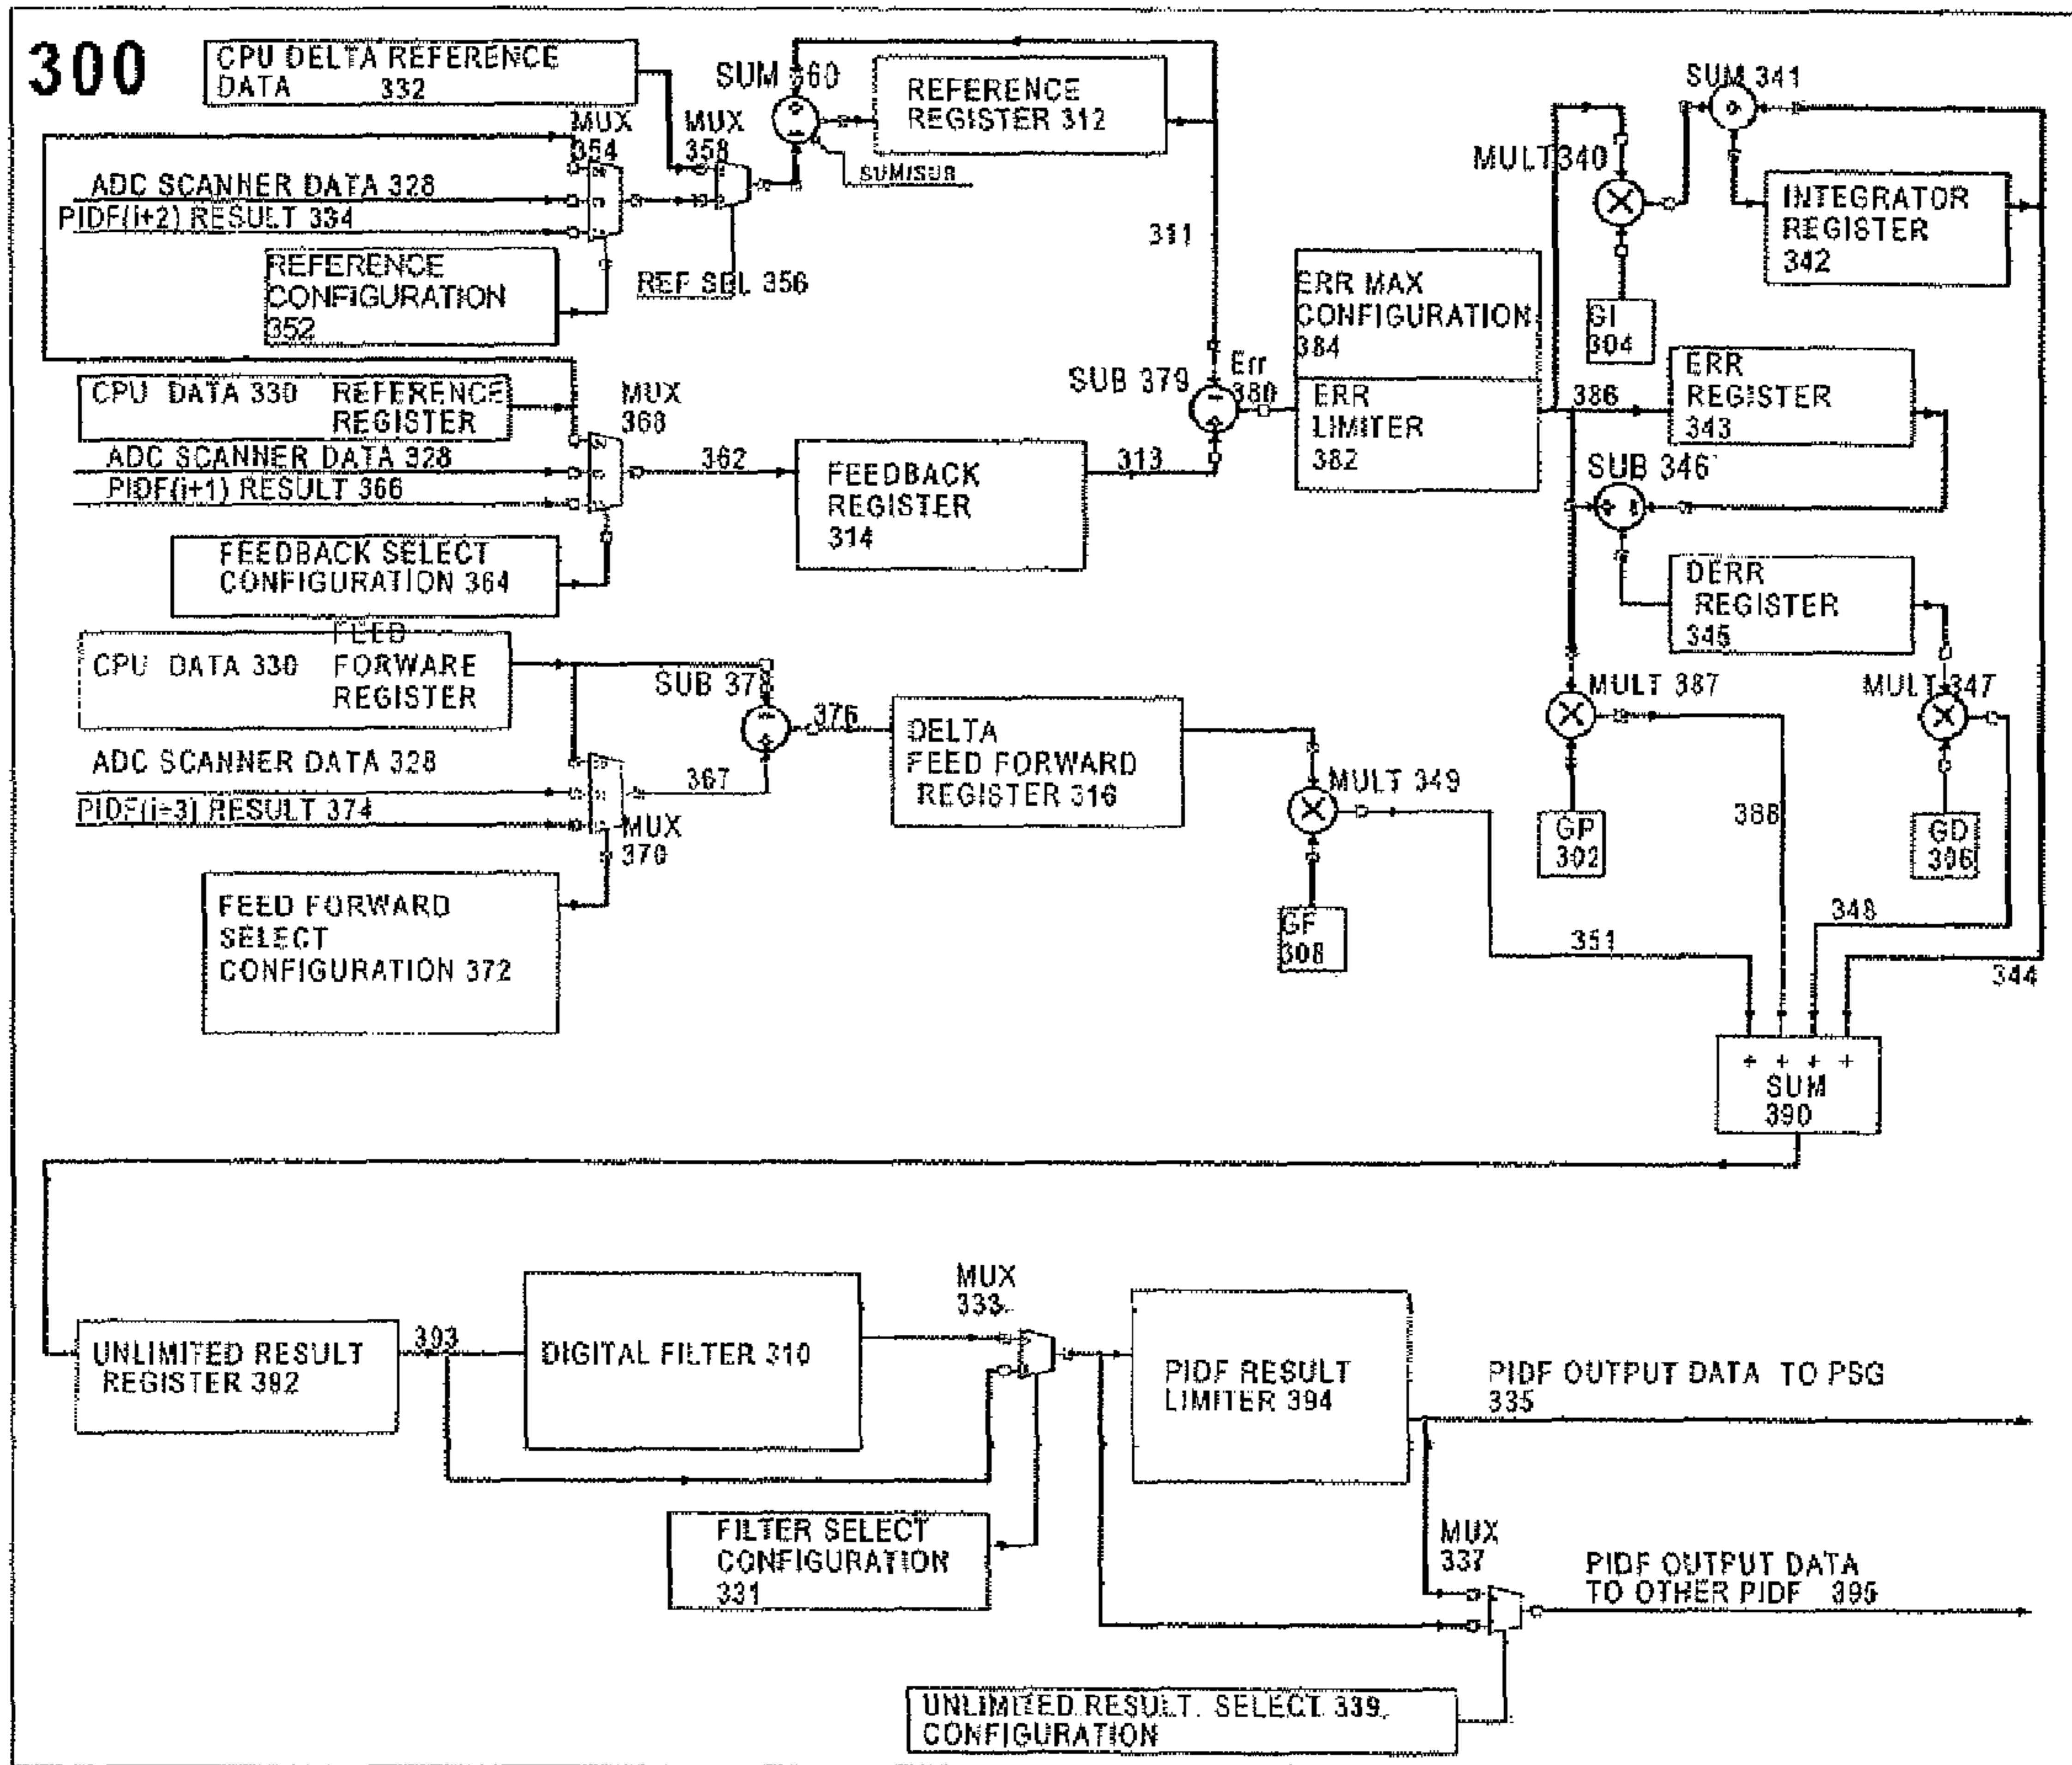 300
CPU DELTA REFERENCE
DATA 332
SUM 360
REFERENCE
REGISTER 312
SUM/SUB
MUX
354
MUX
358
ADC SCANNER DATA 328
PIDF(i+2) RESULT 334
REFERENCE
CONFIGURATION
352
REF SEL 356
311
SUM 341
MULT 340
INTEGRATOR
REGISTER
342
GI
304
ERR MAX
CONFIGURATION
384
SUB 379
Err
380
ERR
LIMITER
382
386
ERR
REGISTER
343
CPU DATA 330 REFERENCE
REGISTER
MUX
368
ADC SCANNER DATA 328
PIDF(i+1) RESULT 366
362
FEEDBACK
REGISTER
314
313
SUB 346
FEEDBACK SELECT
CONFIGURATION 364
DERR
REGISTER
345
FEED
CPU DATA 330 FORWARE
REGISTER
SUB 378
376
DELTA
FEED FORWARD
REGISTER 316
MULT 387
MULT 347
ADC SCANNER DATA 328
PIDF(i+3) RESULT 374
367
MUX
370
MULT 349
GP
302
388
GD
306
FEED FORWARD
SELECT
CONFIGURATION 372
GF
308
351
348
344
+ + + +
SUM
390
UNLIMITED RESULT
REGISTER 392
393
DIGITAL FILTER 310
MUX
333
PIDF RESULT
LIMITER 394
PIDF OUTPUT DATA TO PSG
335
FILTER SELECT
CONFIGURATION
331
MUX
337
PIDF OUTPUT DATA
TO OTHER PIDF 395
UNLIMITED RESULT SELECT 339
CONFIGURATION